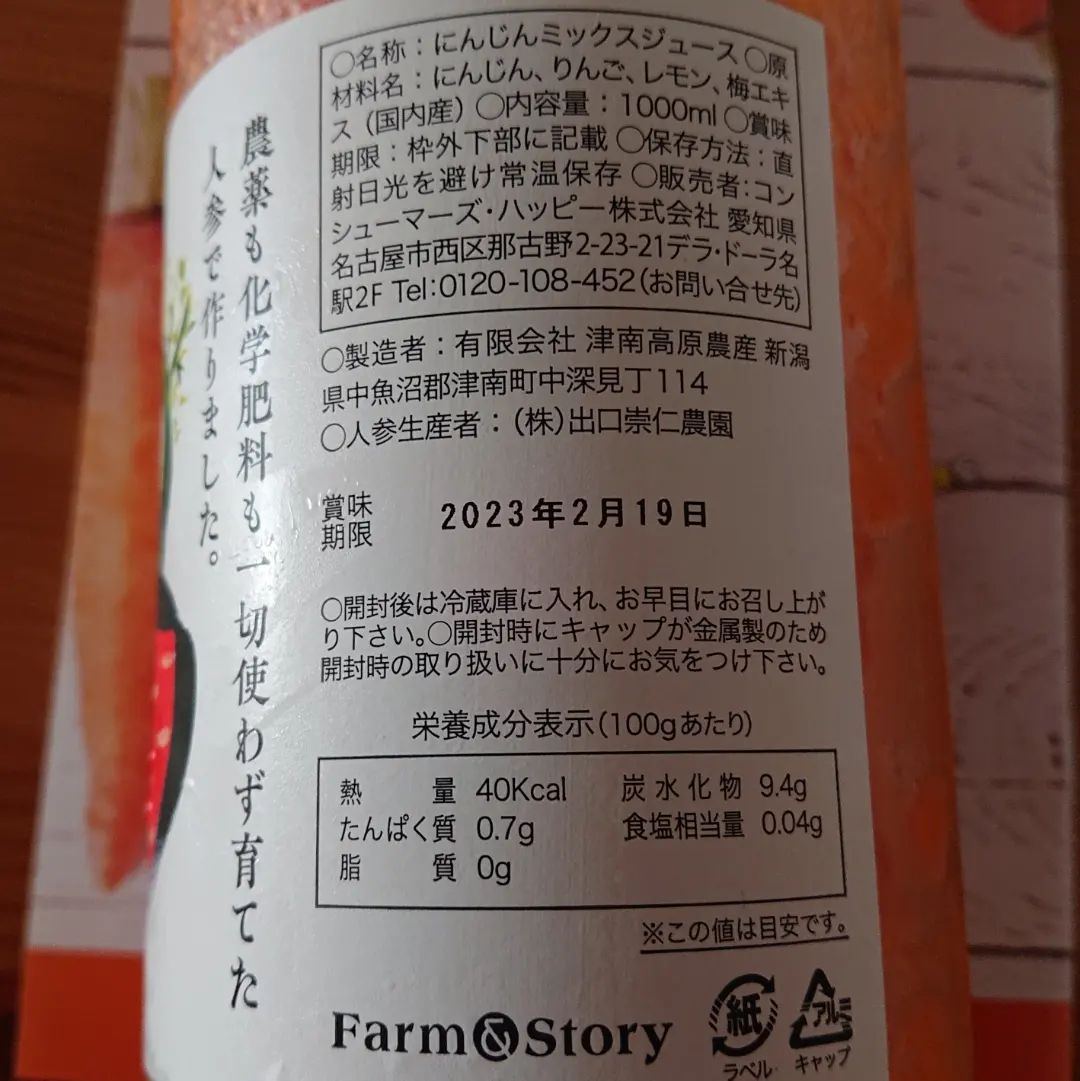 農薬も化学肥料も一切使わず育てた
人参で作りました。
○名称：にんじんミックスジュース ○原
材料名：にんじん、りんご、レモン、梅エキ
ス（国内産）○内容量：1000ml ○賞味
期限：枠外下部に記載 ○保存方法：直
射日光を避け常温保存 ○販売者：コン
シューマーズ・ハッピー株式会社 愛知県
名古屋市西区那古野2-23-21デラ・ドーラ名
駅2F Tel：0120-108-452（お問い合せ先）
○製造者：有限会社 津南高原農産 新潟
県中魚沼郡津南町中深見丁114
○人参生産者：（株）出口崇仁農園
賞味
期限 2023年2月19日
○開封後は冷蔵庫に入れ、お早目にお召し上が
り下さい。○開封時にキャップが金属製のため
開封時の取り扱いに十分にお気をつけ下さい。
栄養成分表示（100gあたり）
熱量 40Kcal 炭水化物 9.4g
たんぱく質 0.7g 食塩相当量 0.04g
脂質 0g
※この値は目安です。
Farm & Story
紙 アルミ
ラベル キャップ